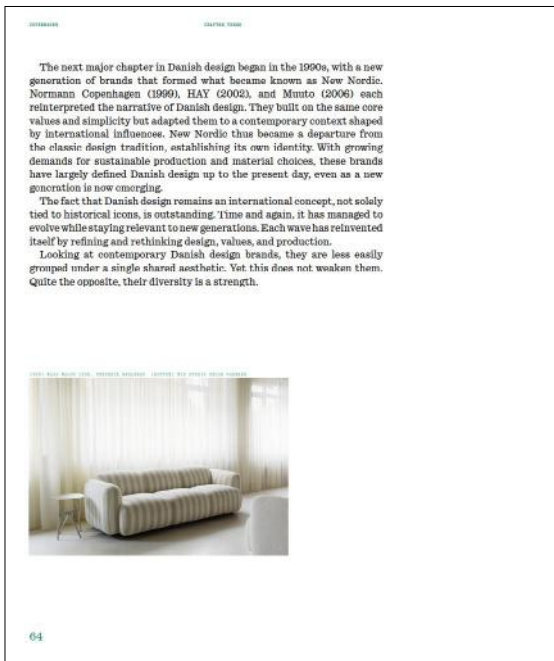 COPENHAGEN
CHAPTER THREE
The next major chapter in Danish design began in the 1990s, with a new
generation of brands that formed what became known as New Nordic.
Normann Copenhagen (1999), HAY (2002), and Muuto (2006) each
reinterpreted the narrative of Danish design. They built on the same core
values and simplicity but adapted them to a contemporary context shaped
by international influences. New Nordic thus became a departure from
the classic design tradition, establishing its own identity. With growing
demands for sustainable production and material choices, these brands
have largely defined Danish design up to the present day, even as a new
generation is now emerging.
The fact that Danish design remains an international concept, not solely
tied to historical icons, is outstanding. Time and again, it has managed to
evolve while staying relevant to new generations. Each wave has reinvented
itself by refining and rethinking design, values, and production.
Looking at contemporary Danish design brands, they are less easily
grouped under a single shared aesthetic. Yet this does not weaken them.
Quite the opposite, their diversity is a strength.
64